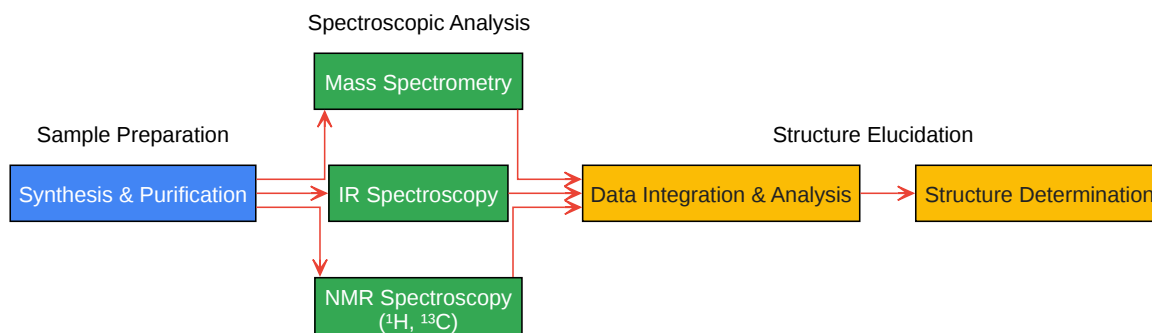 Spectroscopic Analysis
Mass Spectrometry
Sample Preparation
Structure Elucidation
Synthesis & Purification
IR Spectroscopy
Data Integration & Analysis
Structure Determination
NMR Spectroscopy
(¹H, ¹³C)